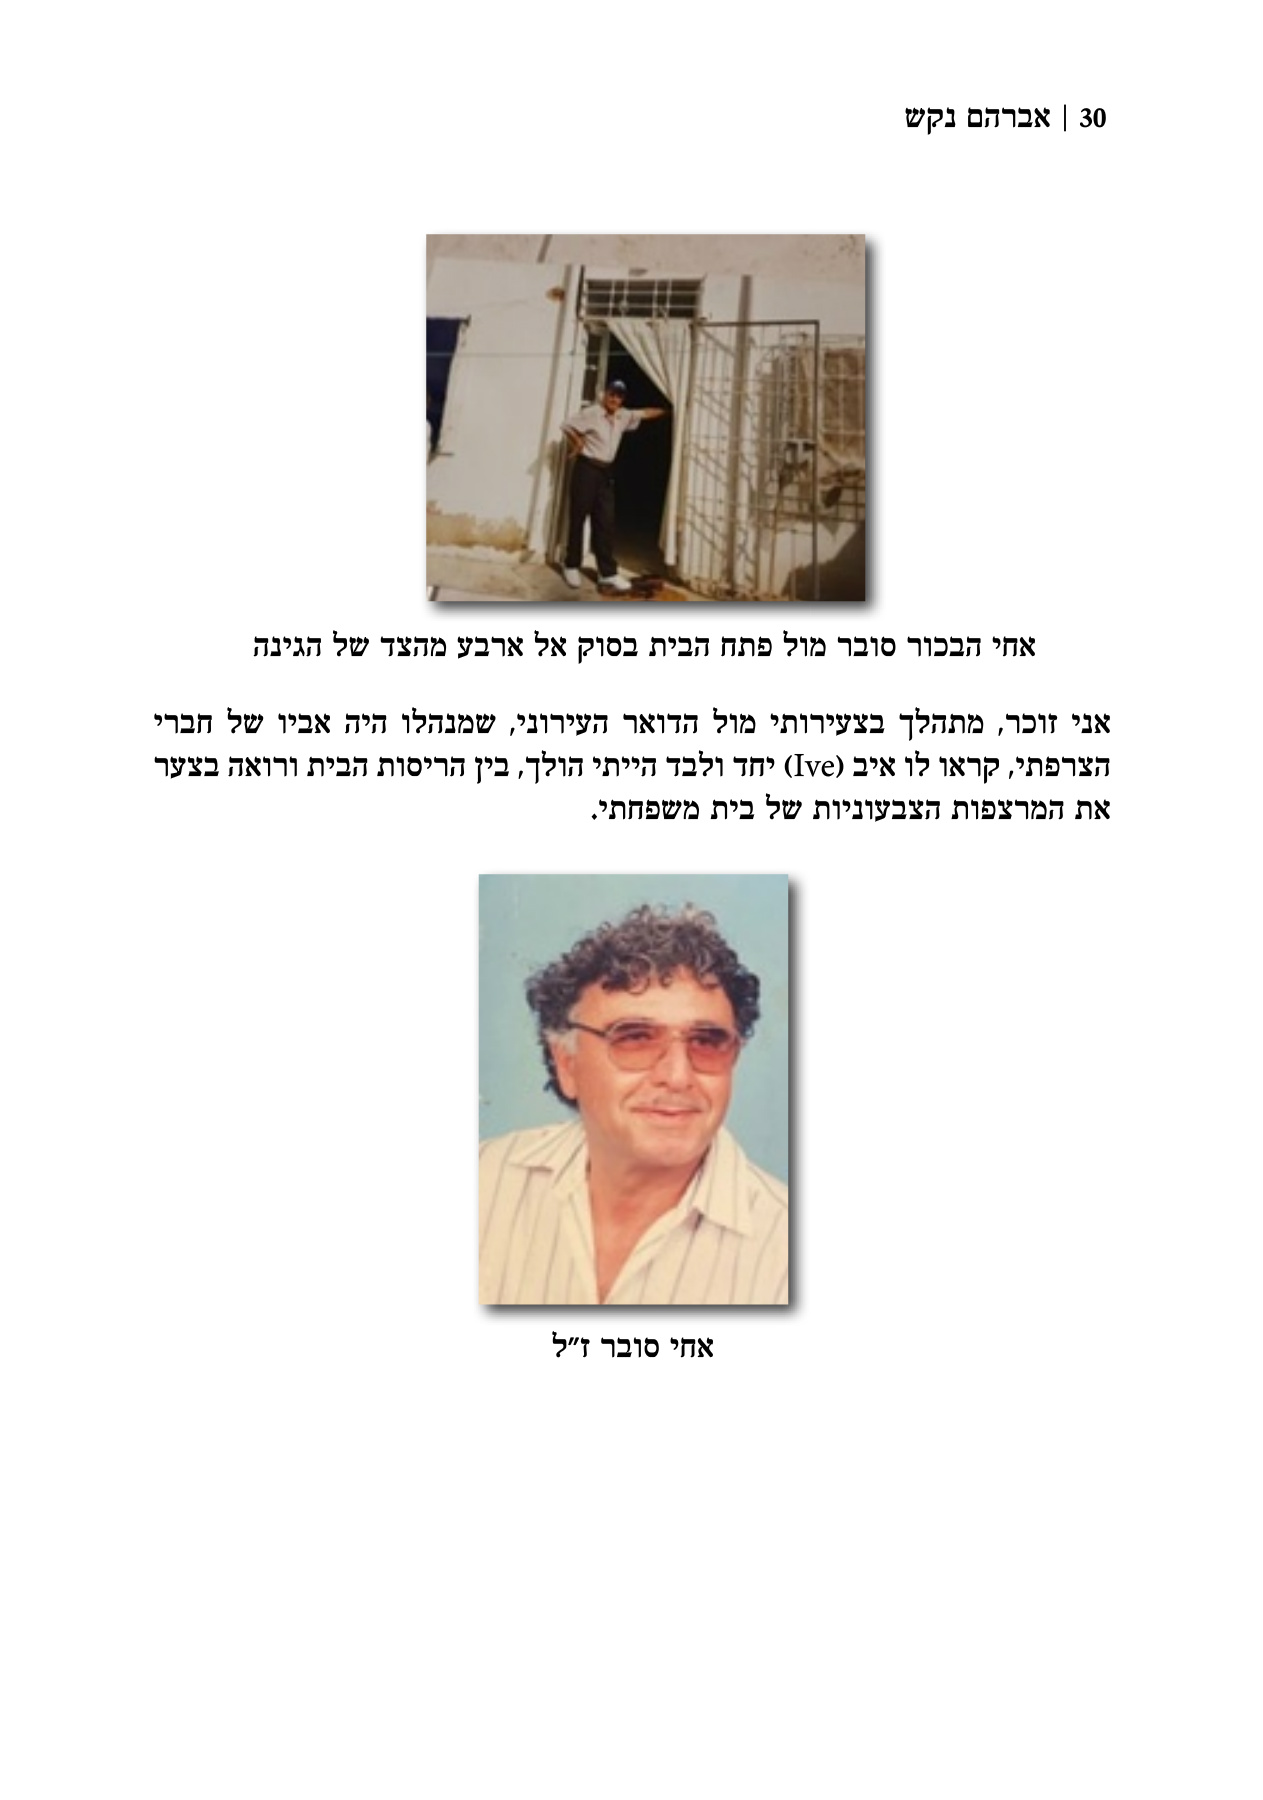 30 | אברהם נקש
אחי הבכור סובר מול פתח הבית בסוק אל ארבע מהצד של הגינה
אני זוכר, מתהלך בצעירותי מול הדואר העירוני, שמנהלו היה אביו של חברי
הצרפתי, קראו לו איב (Ive) יחד ולבד הייתי הולך, בין הריסות הבית ורואה בצער
את המרצפות הצבעוניות של בית משפחתי.
אחי סובר ז״ל